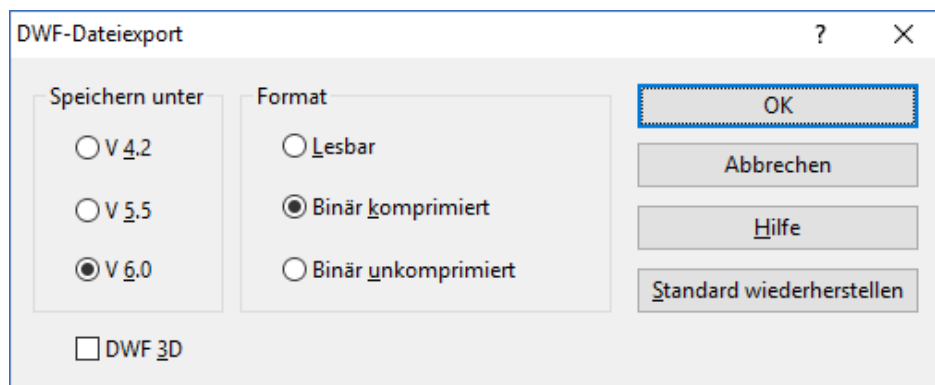 DWF-Dateiexport ?
Speichern unter
V 4.2
V 5.5
V 6.0
DWF 3D
Format
Lesbar
Binär komprimiert
Binär unkomprimiert
OK
Abbrechen
Hilfe
Standard wiederherstellen